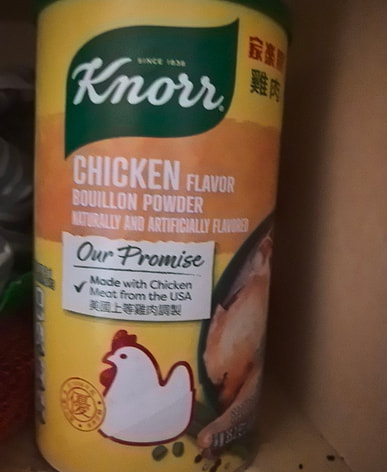 SINCE 1838
Knorr®
家樂牌
雞肉
CHICKEN FLAVOR
BOUILLON POWDER
NATURALLY AND ARTIFICIALLY FLAVORED
Our Promise
✓ Made with Chicken
Meat from the USA
美國上等雞肉調製
優